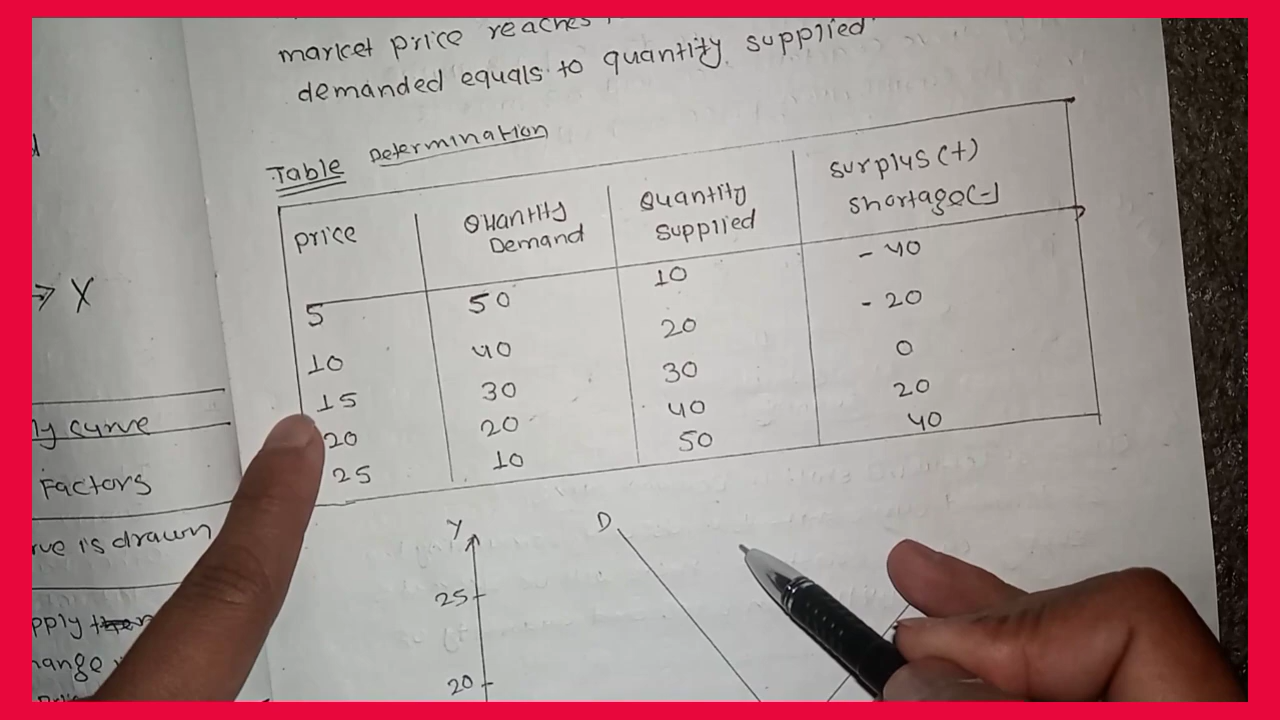 market price reaches
demanded equals to quantity supplied
Table Determination
price Quantity Demand Quantity Supplied surplus (+) shortage (-)
5 50 10 - 40
10 40 20 - 20
15 30 30 0
20 20 40 20
25 10 50 40
→ X
curve
Factors
is drawn
Y D
25
20